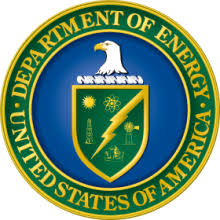 · DEPARTMENT OF ENERGY ·
UNITED STATES OF AMERICA